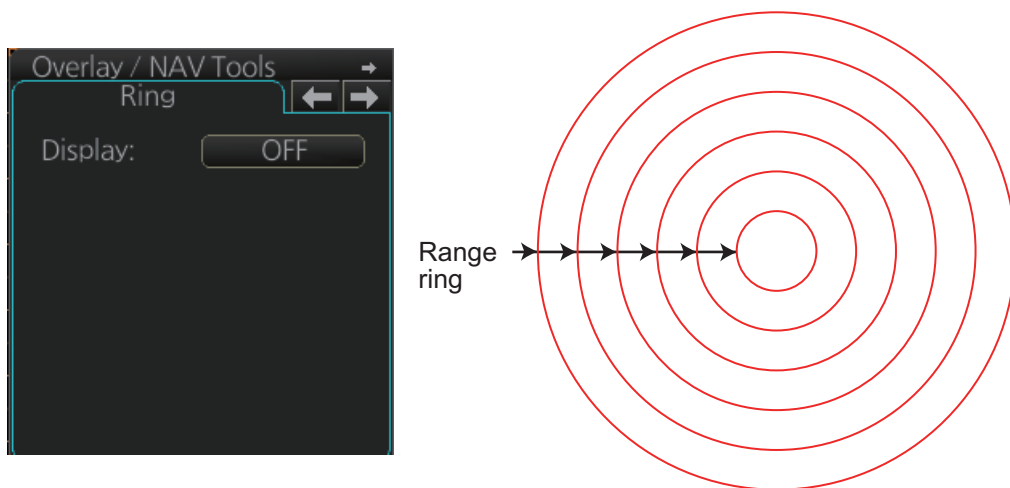 Overlay / NAV Tools
Ring
Display: OFF
Range
ring